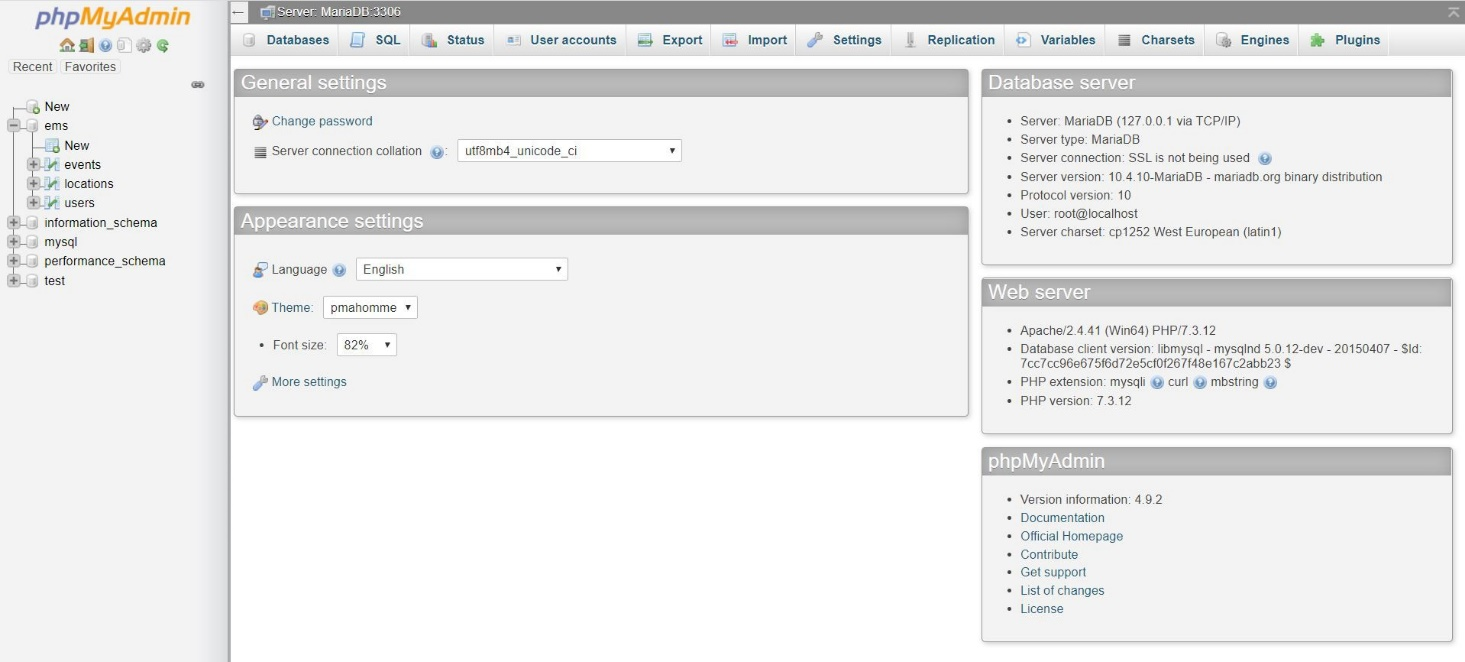 phpMyAdmin
Recent Favorites
New
ems
New
events
locations
users
information_schema
mysql
performance_schema
test
Server: MariaDB:3306
Databases SQL Status User accounts Export Import Settings Replication Variables Charsets Engines Plugins
General settings
Change password
Server connection collation : utf8mb4_unicode_ci
Appearance settings
Language English
Theme: pmahomme
• Font size: 82%
More settings
Database server
• Server: MariaDB (127.0.0.1 via TCP/IP)
• Server type: MariaDB
• Server connection: SSL is not being used
• Server version: 10.4.10-MariaDB - mariadb.org binary distribution
• Protocol version: 10
• User: root@localhost
• Server charset: cp1252 West European (latin1)
Web server
• Apache/2.4.41 (Win64) PHP/7.3.12
• Database client version: libmysql - mysqlnd 5.0.12-dev - 20150407 - $Id:
7cc7cc96e675f6d72e5cf0f267f48e167c2abb23 $
• PHP extension: mysqli curl mbstring
• PHP version: 7.3.12
phpMyAdmin
• Version information: 4.9.2
• Documentation
• Official Homepage
• Contribute
• Get support
• List of changes
• License